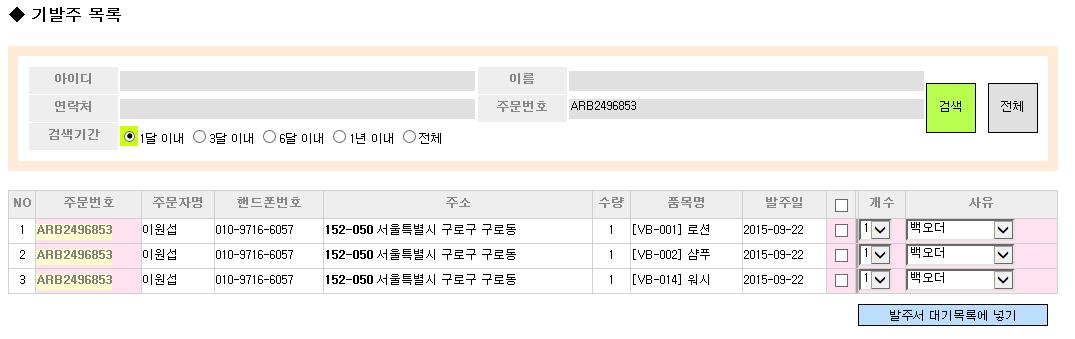 ◆ 기발주 목록
아이디 이름
연락처 주문번호 ARB2496853 검색 전체
검색기간 1달 이내 3달 이내 6달 이내 1년 이내 전체
NO 주문번호 주문자명 핸드폰번호 주소 수량 품목명 발주일 개수 사유
1 ARB2496853 이원섭 010-9716-6057 152-050 서울특별시 구로구 구로동 1 [VB-001] 로션 2015-09-22 1 백오더
2 ARB2496853 이원섭 010-9716-6057 152-050 서울특별시 구로구 구로동 1 [VB-002] 샴푸 2015-09-22 1 백오더
3 ARB2496853 이원섭 010-9716-6057 152-050 서울특별시 구로구 구로동 1 [VB-014] 워시 2015-09-22 1 백오더
발주서 대기목록에 넣기